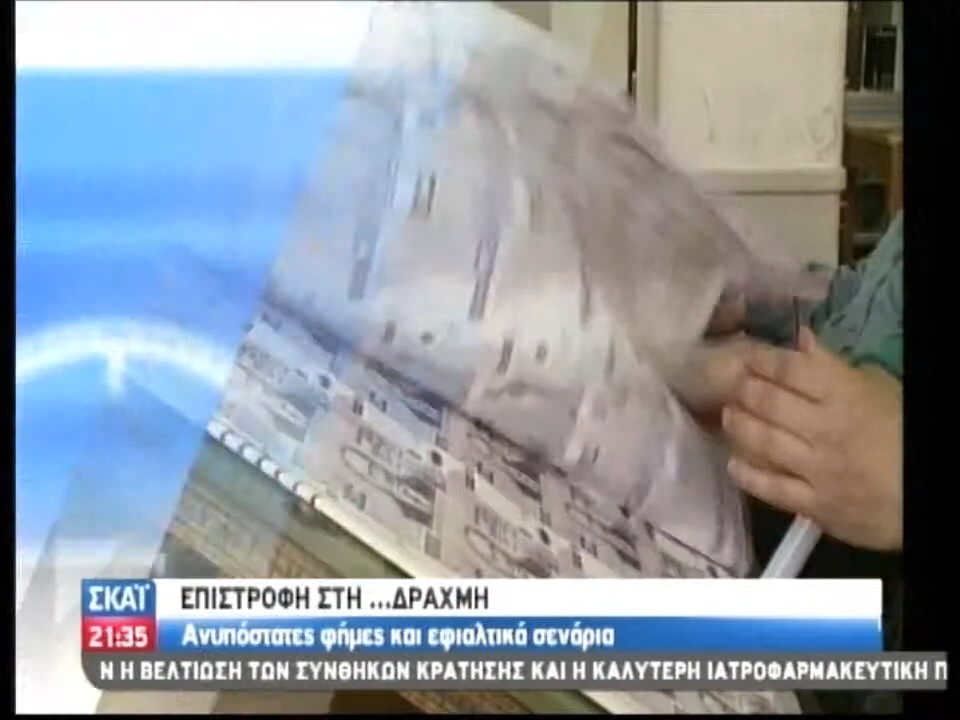 ΣΚΑΪ
ΕΠΙΣΤΡΟΦΗ ΣΤΗ ...ΔΡΑΧΜΗ
21:35
Ανυπόστατες φήμες και εφιαλτικά σενάρια
Ν Η ΒΕΛΤΙΩΣΗ ΤΩΝ ΣΥΝΘΗΚΩΝ ΚΡΑΤΗΣΗΣ ΚΑΙ Η ΚΑΛΥΤΕΡΗ ΙΑΤΡΟΦΑΡΜΑΚΕΥΤΙΚΗ Π